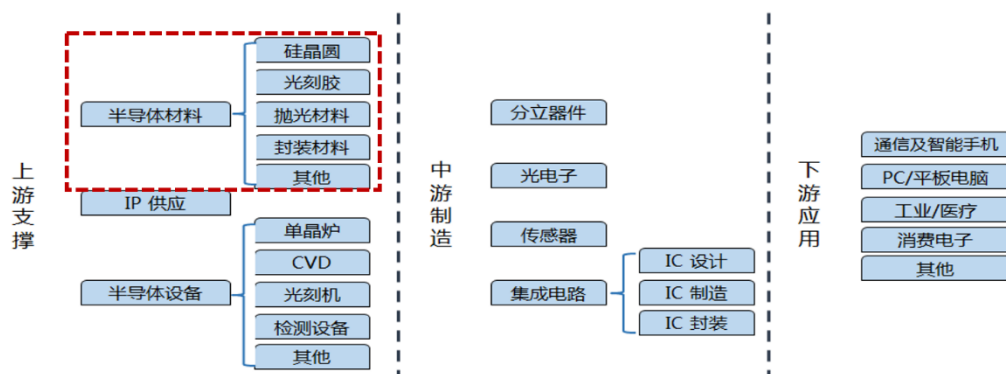 上游支撑
半导体材料
硅晶圆
光刻胶
抛光材料
封装材料
其他
IP 供应
半导体设备
单晶炉
CVD
光刻机
检测设备
其他
中游制造
分立器件
光电子
传感器
集成电路
IC 设计
IC 制造
IC 封装
下游应用
通信及智能手机
PC/平板电脑
工业/医疗
消费电子
其他